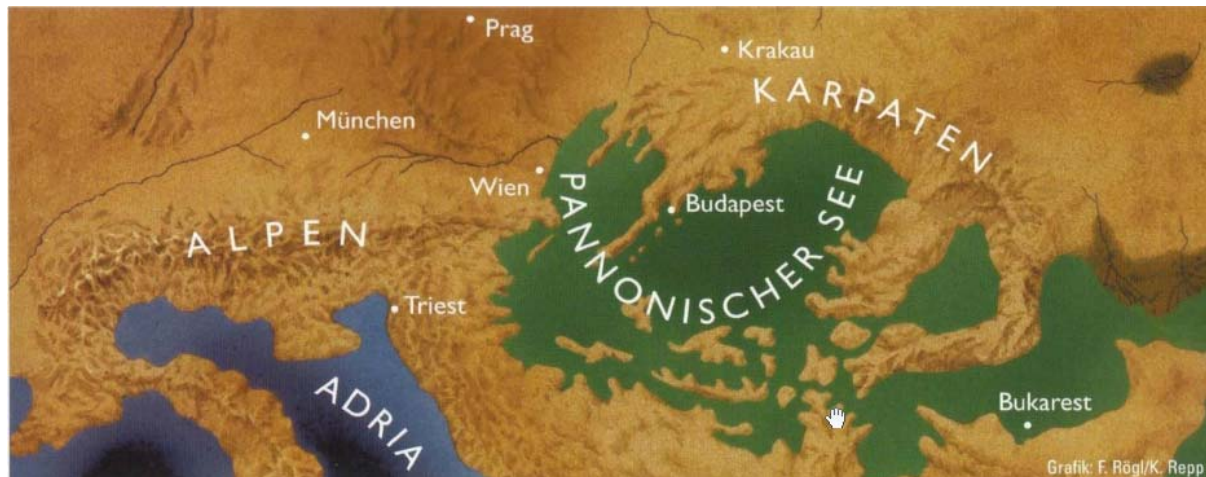 Prag
Krakau
KARPATEN
München
Wien
PANNONISCHER SEE
Budapest
ALPEN
Triest
ADRIA
Bukarest
Grafik: F. Rögl/K. Repp